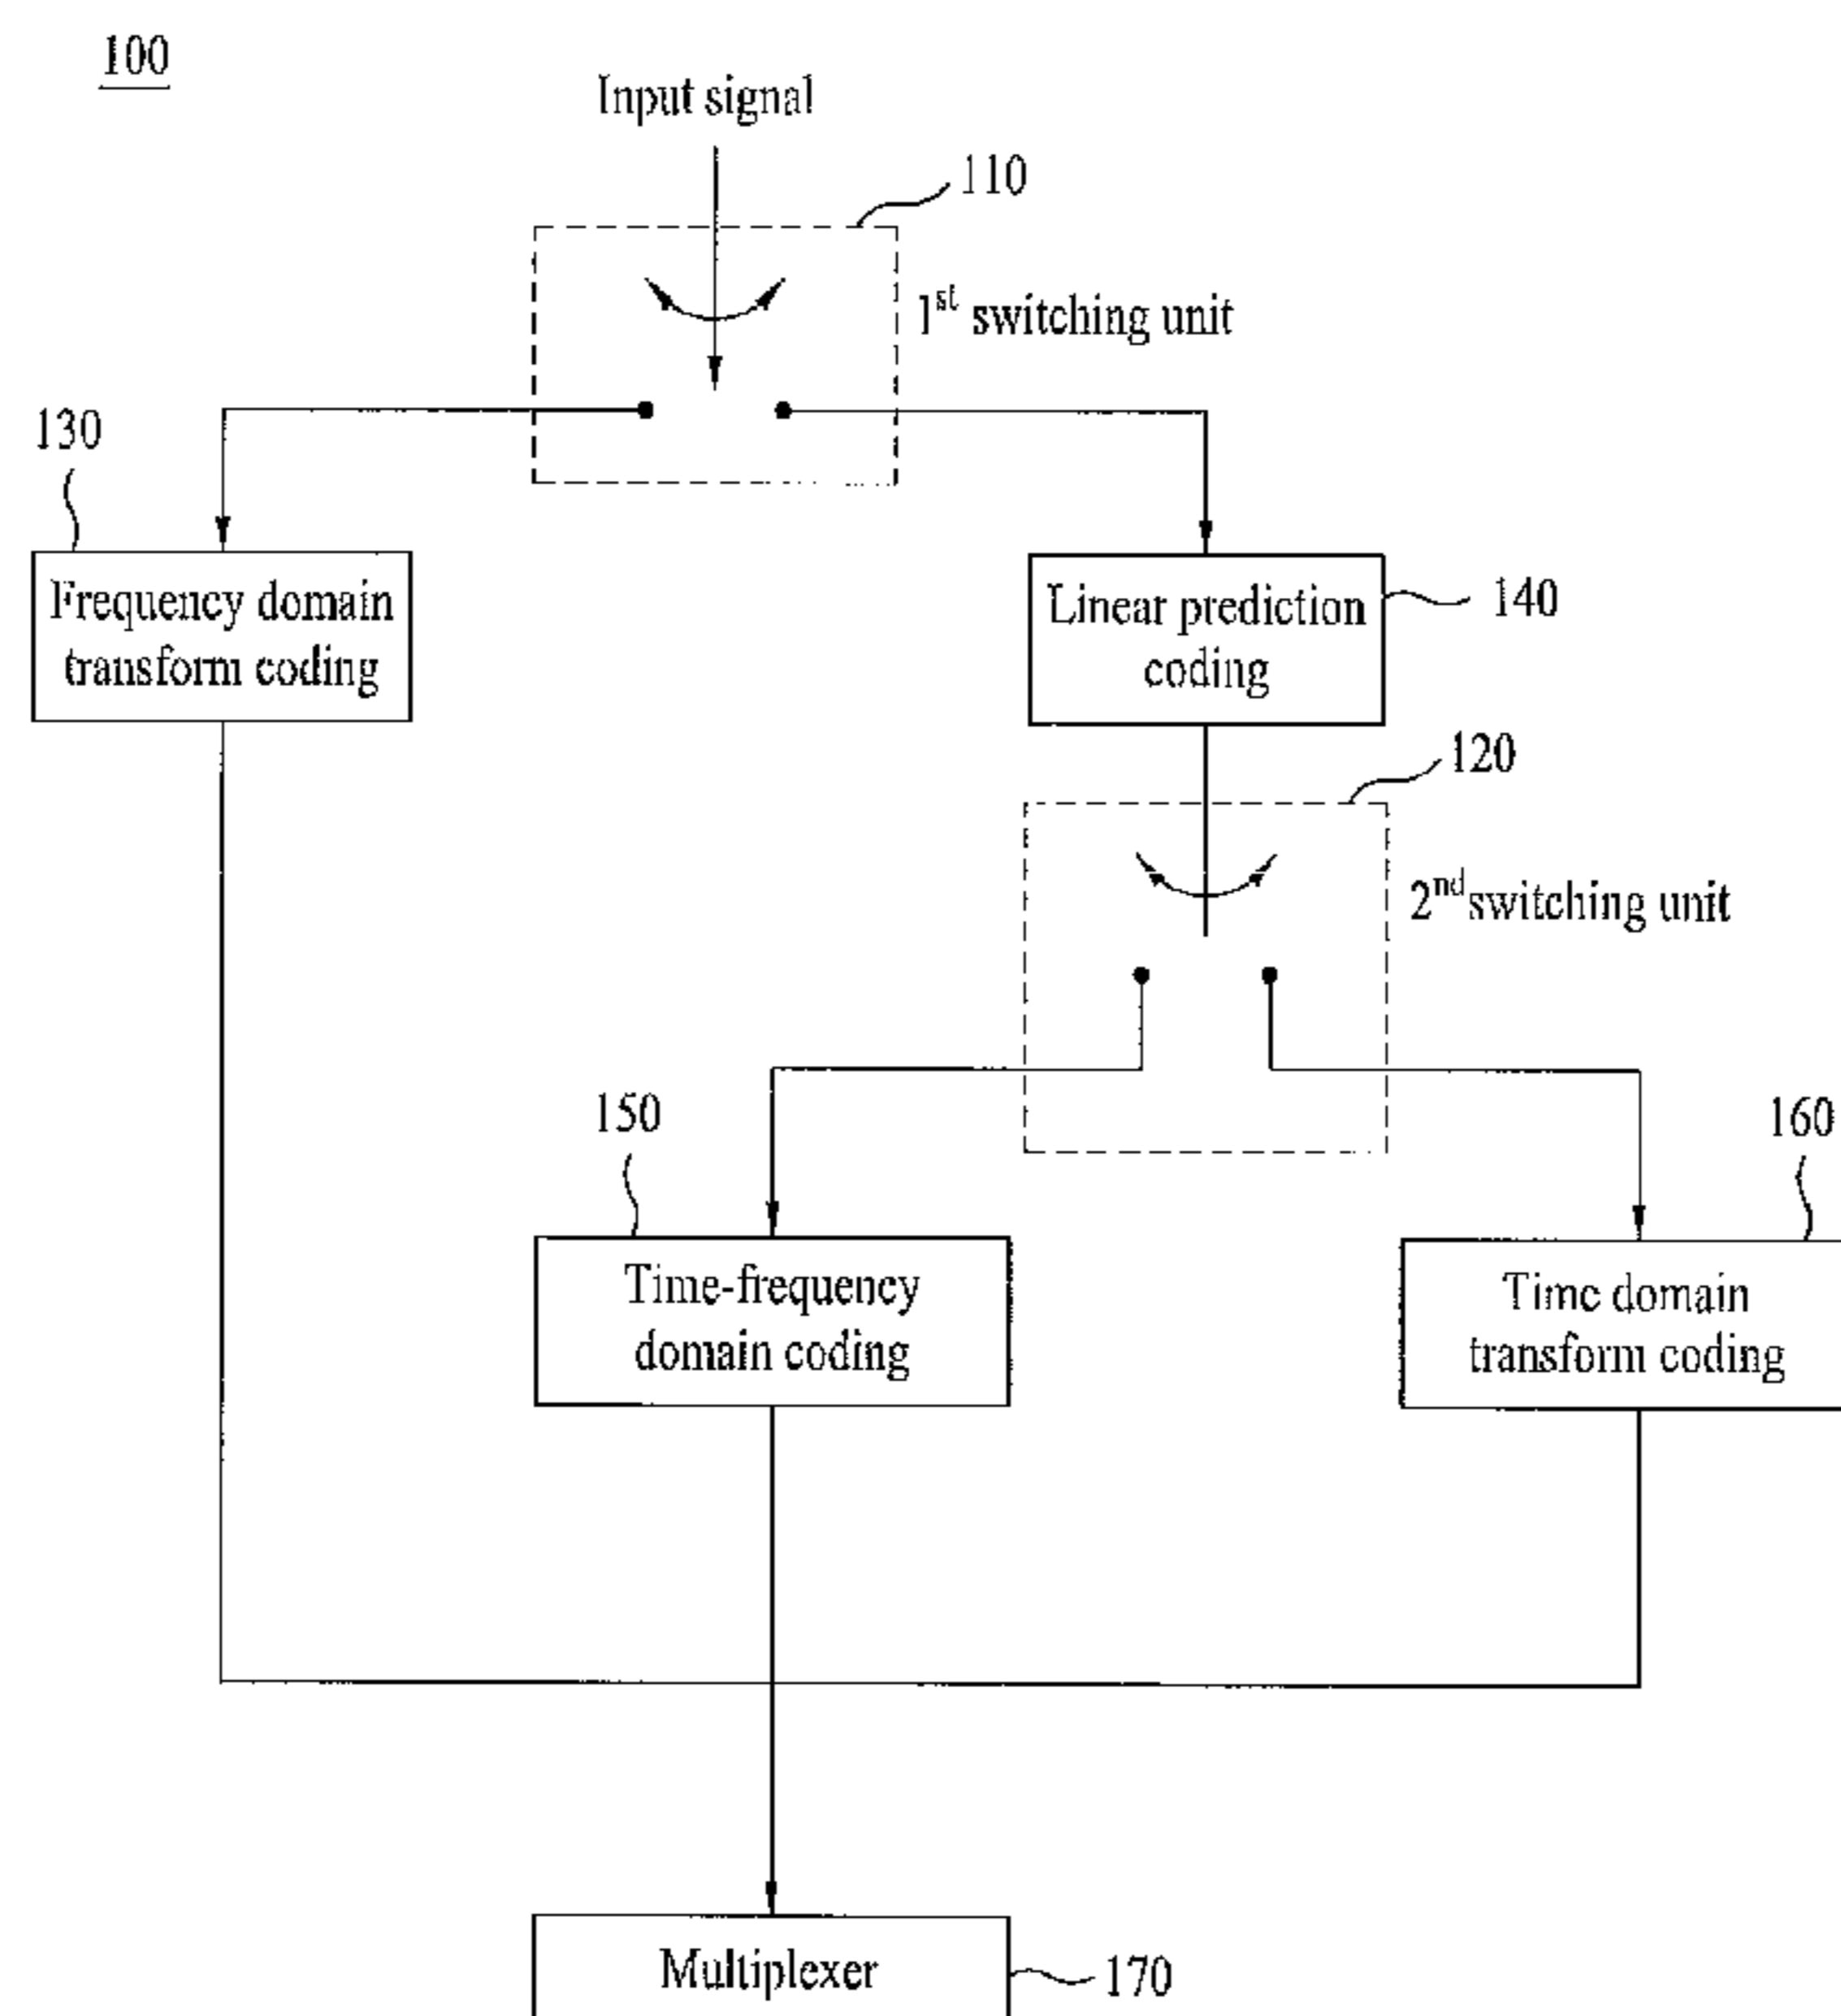 100
Input signal
110
1st switching unit
130
Frequency domain
transform coding
Linear prediction
coding
140
120
2nd switching unit
150
160
Time-frequency
domain coding
Time domain
transform coding
Multiplexer
170